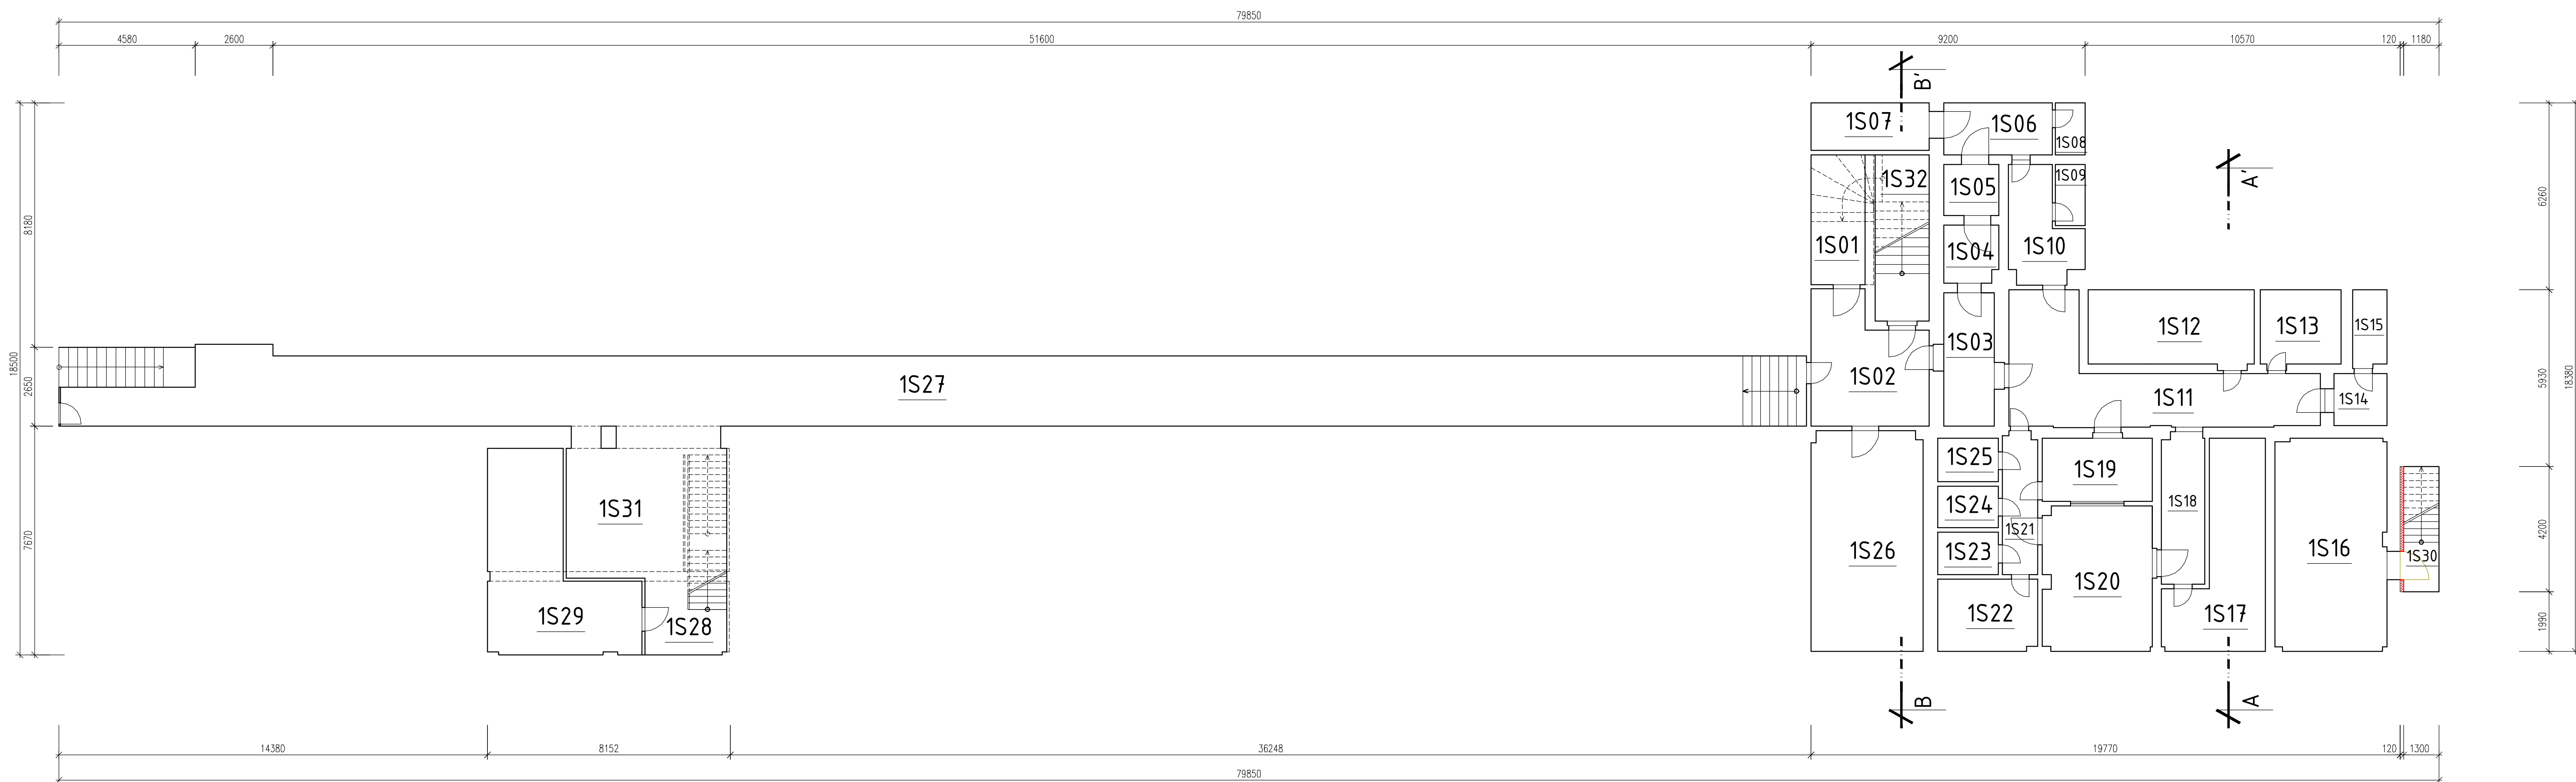 79850
4580 2600 51600 9200 10570 120 1180
B' A'
1S07 1S06 1S08
1S32 1S05 1S09
1S01 1S04 1S10
18500 8180 2650 7670
6260 5930 4200 1990 18380
1S12 1S13 1S15
1S03
1S27 1S02 1S11 1S14
1S25 1S19
1S31 1S24 1S18
1S21
1S26 1S23 1S20 1S16 1S30
1S29 1S28 1S22 1S17
B A
14380 8152 36248 19770 120 1300
79850